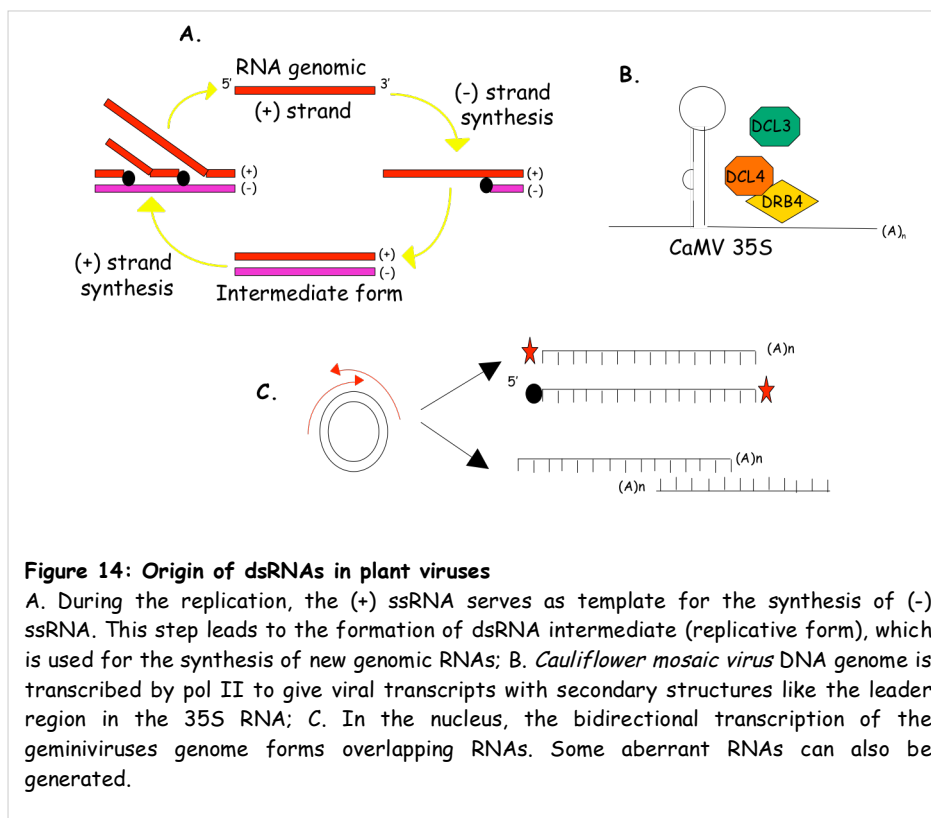 A.
RNA genomic
5' 3'
(+) strand
(-) strand
synthesis
(+)
(-)
(+)
(-)
(+) strand
synthesis
(+)
(-)
Intermediate form
B.
DCL3
DCL4
DRB4
(A)n
CaMV 35S
C.
(A)n
5'
(A)n
(A)n
Figure 14: Origin of dsRNAs in plant viruses
A. During the replication, the (+) ssRNA serves as template for the synthesis of (-)
ssRNA. This step leads to the formation of dsRNA intermediate (replicative form), which
is used for the synthesis of new genomic RNAs; B. Cauliflower mosaic virus DNA genome is
transcribed by pol II to give viral transcripts with secondary structures like the leader
region in the 35S RNA; C. In the nucleus, the bidirectional transcription of the
geminiviruses genome forms overlapping RNAs. Some aberrant RNAs can also be
generated.